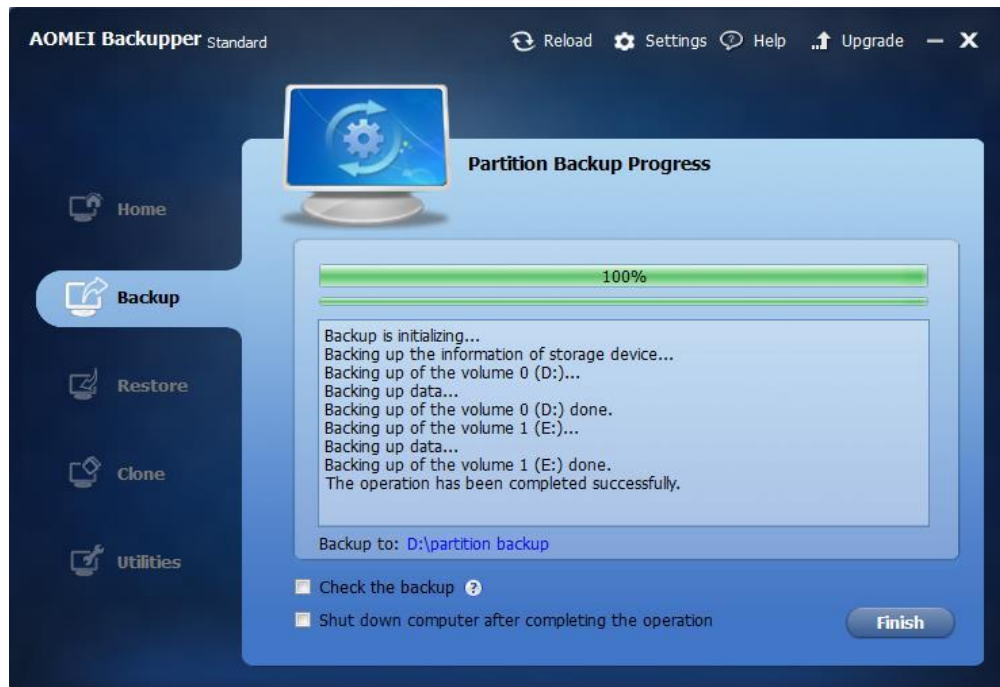 AOMEI Backupper Standard
Reload Settings Help Upgrade
Partition Backup Progress
Home
Backup
Restore
Clone
Utilities
100%
Backup is initializing...
Backing up the information of storage device...
Backing up of the volume 0 (D:)...
Backing up data...
Backing up of the volume 0 (D:) done.
Backing up of the volume 1 (E:)...
Backing up data...
Backing up of the volume 1 (E:) done.
The operation has been completed successfully.
Backup to: D:\partition backup
Check the backup ?
Shut down computer after completing the operation
Finish